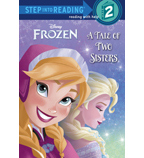 STEP INTO READING
reading with help
2
Disney
FROZEN
A TALE OF
TWO
SISTERS